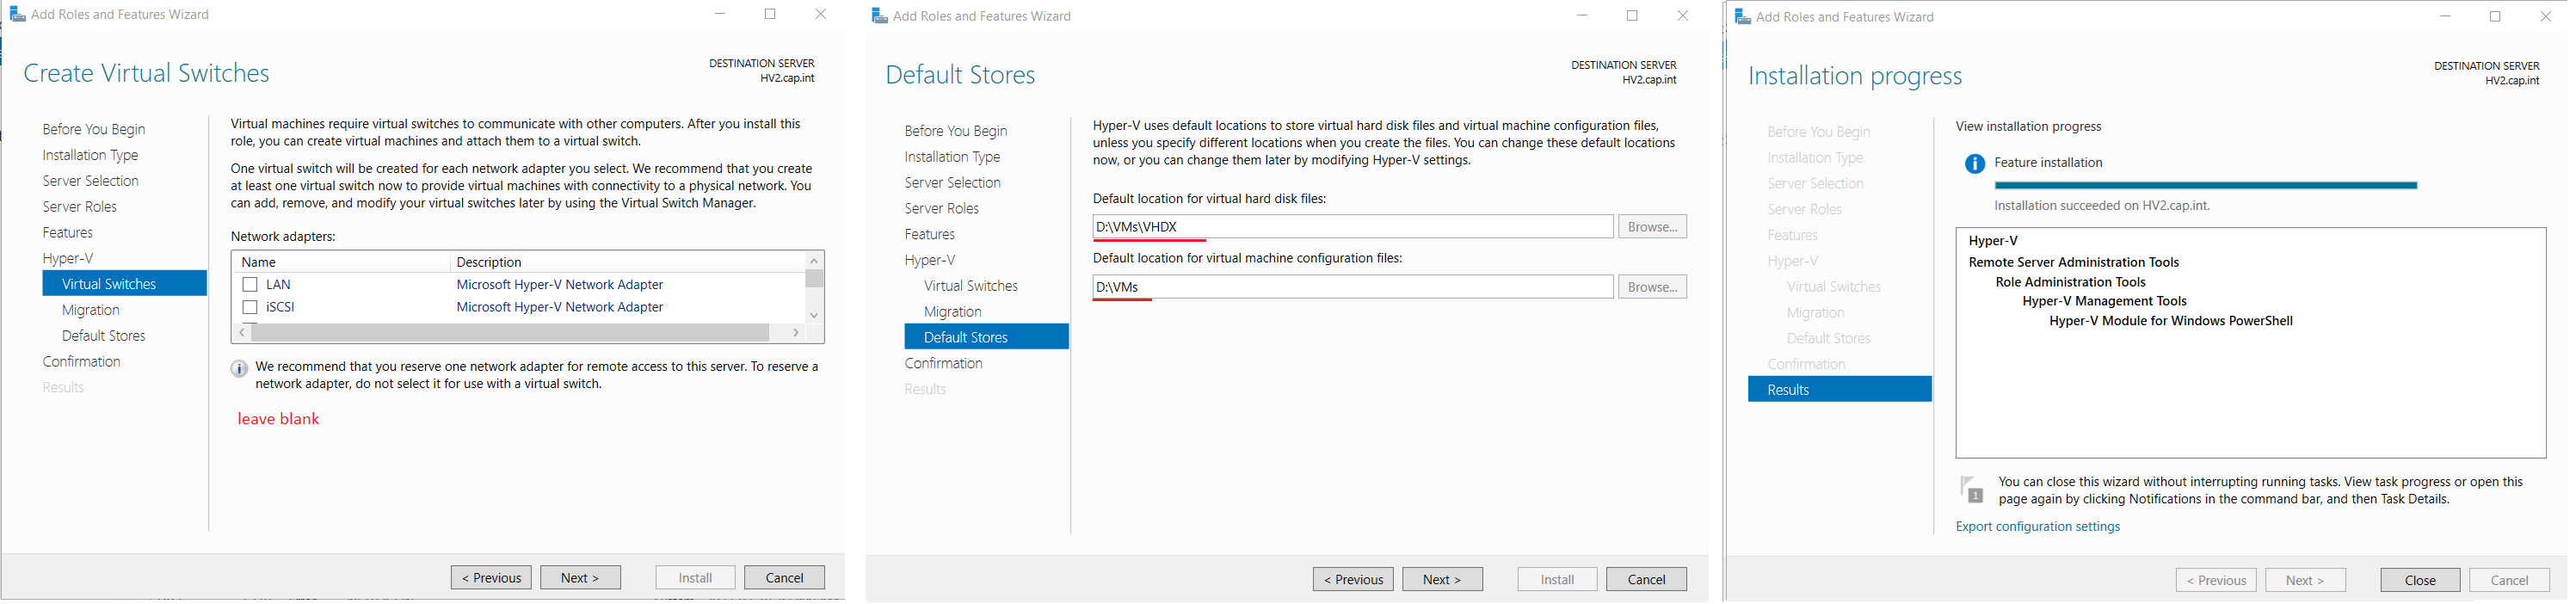 Add Roles and Features Wizard
Create Virtual Switches
DESTINATION SERVER
HV2.cap.int
Before You Begin
Installation Type
Server Selection
Server Roles
Features
Hyper-V
Virtual Switches
Migration
Default Stores
Confirmation
Results
Virtual machines require virtual switches to communicate with other computers. After you install this
role, you can create virtual machines and attach them to a virtual switch.
One virtual switch will be created for each network adapter you select. We recommend that you create
at least one virtual switch now to provide virtual machines with connectivity to a physical network. You
can add, remove, and modify your virtual switches later by using the Virtual Switch Manager.
Network adapters:
Name Description
LAN Microsoft Hyper-V Network Adapter
iSCSI Microsoft Hyper-V Network Adapter
We recommend that you reserve one network adapter for remote access to this server. To reserve a
network adapter, do not select it for use with a virtual switch.
leave blank
< Previous Next > Install Cancel
Add Roles and Features Wizard
Default Stores
DESTINATION SERVER
HV2.cap.int
Before You Begin
Installation Type
Server Selection
Server Roles
Features
Hyper-V
Virtual Switches
Migration
Default Stores
Confirmation
Results
Hyper-V uses default locations to store virtual hard disk files and virtual machine configuration files,
unless you specify different locations when you create the files. You can change these default locations
now, or you can change them later by modifying Hyper-V settings.
Default location for virtual hard disk files:
D:\VMs\VHDX Browse...
Default location for virtual machine configuration files:
D:\VMs Browse...
< Previous Next > Install Cancel
Add Roles and Features Wizard
Installation progress
DESTINATION SERVER
HV2.cap.int
Before You Begin
Installation Type
Server Selection
Server Roles
Features
Hyper-V
Virtual Switches
Migration
Default Stores
Confirmation
Results
View installation progress
Feature installation
Installation succeeded on HV2.cap.int.
Hyper-V
Remote Server Administration Tools
Role Administration Tools
Hyper-V Management Tools
Hyper-V Module for Windows PowerShell
1
You can close this wizard without interrupting running tasks. View task progress or open this
page again by clicking Notifications in the command bar, and then Task Details.
Export configuration settings
< Previous Next > Close Cancel